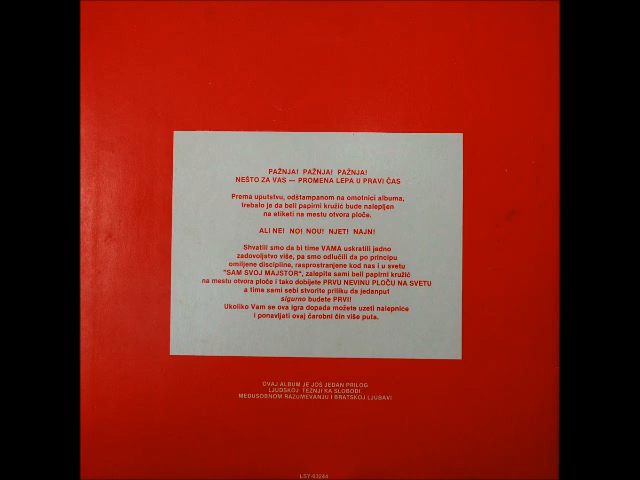 PAŽNJA! PAŽNJA! PAŽNJA!
NEŠTO ZA VAS — PROMENA LEPA U PRAVI ČAS
Prema uputstvu, odštampanom na omotnici albuma,
trebalo je da beli papirni kružić bude nalepljen
na etiketi na mestu otvora ploče.
ALI NE! NO! NOU! NJET! NAJN!
Shvatili smo da bi time VAMA uskratili jedno
zadovoljstvo više, pa smo odlučili da po principu
omiljene discipline, rasprostranjene kod nas i u svetu
"SAM SVOJ MAJSTOR", zalepite sami beli papirni kružić
na mestu otvora ploče i tako dobijete PRVU NEVINU PLOČU NA SVETU
a time sami sebi stvorite priliku da jedanput
sigurno budete PRVI!
Ukoliko Vam se ova igra dopada možete uzeti nalepnice
i ponavljati ovaj čarobni čin više puta.
OVAJ ALBUM JE JOŠ JEDAN PRILOG
LJUDSKOJ TEŽNJI KA SLOBODI,
MEĐUSOBNOM RAZUMEVANJU I BRATSKOJ LJUBAVI